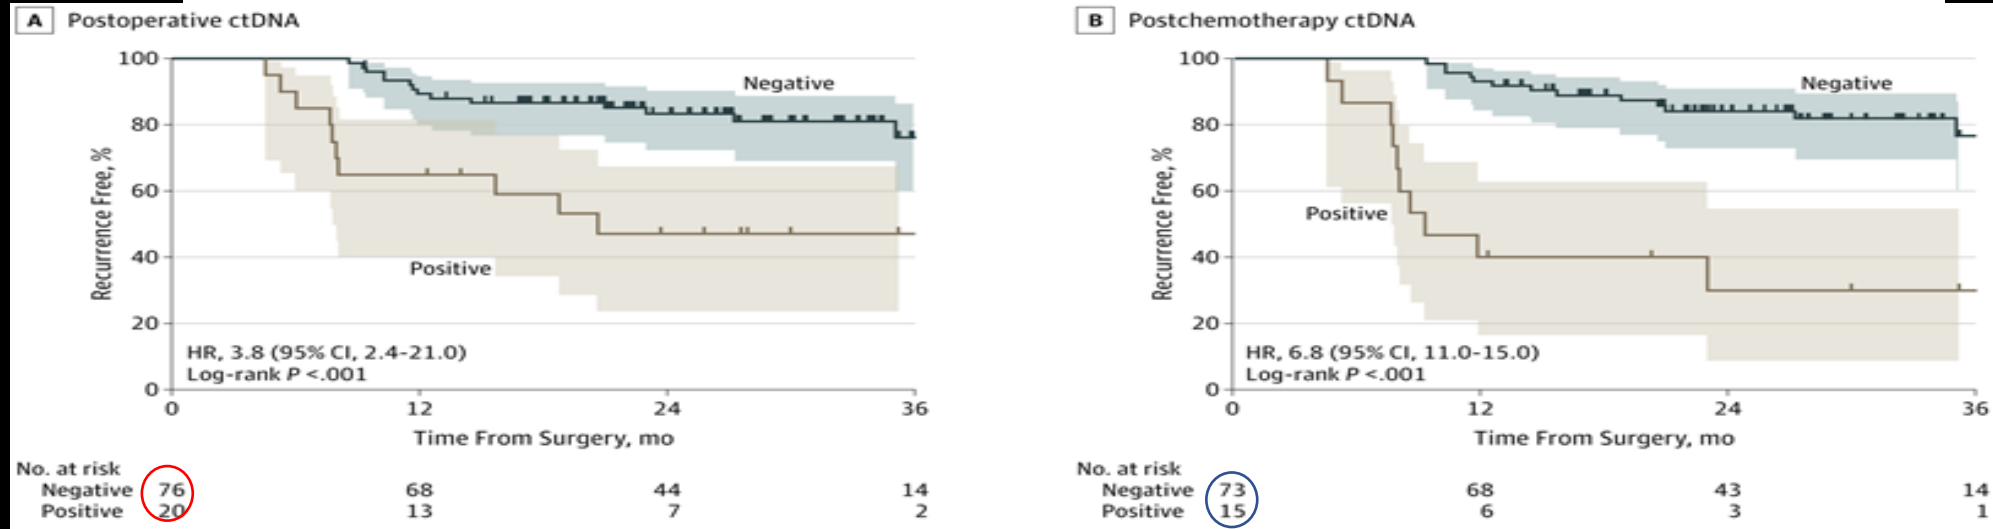 A Postoperative ctDNA
100
80
60
40
20
0
Recurrence Free, %
Negative
Positive
HR, 3.8 (95% CI, 2.4-21.0)
Log-rank P <.001
0 12 24 36
Time From Surgery, mo
No. at risk
Negative 76 68 44 14
Positive 20 13 7 2
B Postchemotherapy ctDNA
100
80
60
40
20
0
Recurrence Free, %
Negative
Positive
HR, 6.8 (95% CI, 11.0-15.0)
Log-rank P <.001
0 12 24 36
Time From Surgery, mo
No. at risk
Negative 73 68 43 14
Positive 15 6 3 1